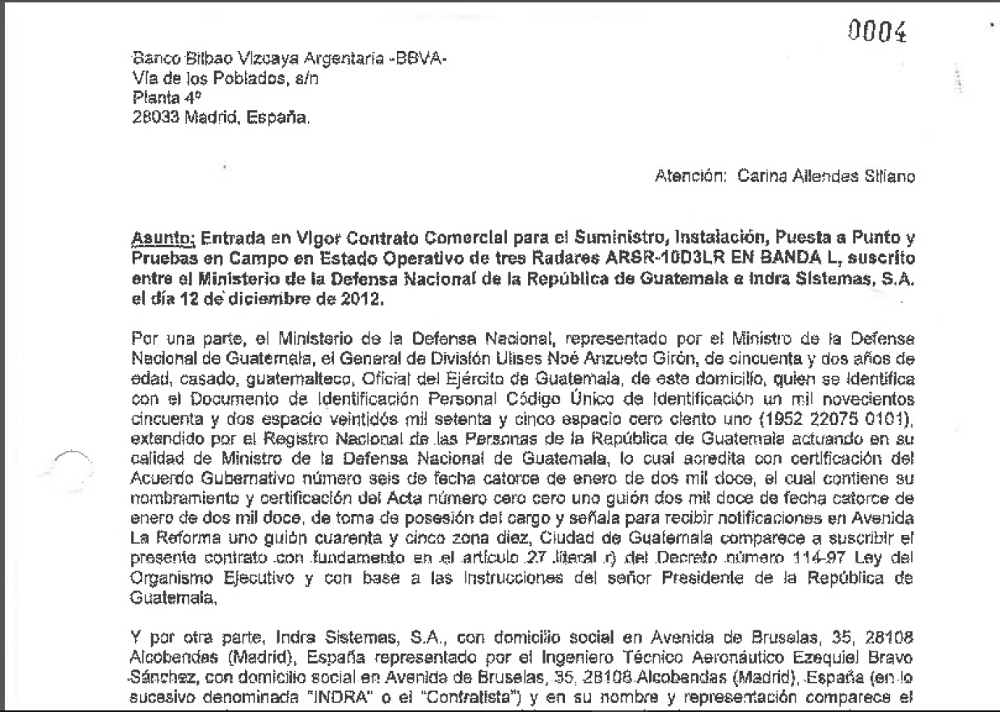 0004
Banco Bilbao Vizcaya Argentaria -BBVA-
Vía de los Poblados, s/n
Planta 4º
28033 Madrid, España.
Atención: Carina Allendes Siliano
Asunto: Entrada en Vigor Contrato Comercial para el Suministro, Instalación, Puesta a Punto y
Pruebas en Campo en Estado Operativo de tres Radares ARSR-10D3LR EN BANDA L, suscrito
entre el Ministerio de la Defensa Nacional de la República de Guatemala e Indra Sistemas, S.A.
el día 12 de diciembre de 2012.
Por una parte, el Ministerio de la Defensa Nacional, representado por el Ministro de la Defensa
Nacional de Guatemala, el General de División Ulises Noé Anzueto Girón, de cincuenta y dos años de
edad, casado, guatemalteco, Oficial del Ejército de Guatemala, de este domicilio, quien se identifica
con el Documento de Identificación Personal Código Único de Identificación un mil novecientos
cincuenta y dos espacio veintidós mil setenta y cinco espacio cero ciento uno (1952 22075 0101),
extendido por el Registro Nacional de las Personas de la República de Guatemala actuando en su
calidad de Ministro de la Defensa Nacional de Guatemala, lo cual acredita con certificación del
Acuerdo Gubernativo número seis de fecha catorce de enero de dos mil doce, el cual contiene su
nombramiento y certificación del Acta número cero cero uno guión dos mil doce de fecha catorce de
enero de dos mil doce, de toma de posesión del cargo y señala para recibir notificaciones en Avenida
La Reforma uno guión cuarenta y cinco zona diez, Ciudad de Guatemala comparece a suscribir el
presente contrato con fundamento en el artículo 27 literal r) del Decreto número 114-97 Ley del
Organismo Ejecutivo y con base a las Instrucciones del señor Presidente de la República de
Guatemala,
Y por otra parte, Indra Sistemas, S.A., con domicilio social en Avenida de Bruselas, 35, 28108
Alcobendas (Madrid), España representado por el Ingeniero Técnico Aeronáutico Ezequiel Bravo
Sánchez, con domicilio social en Avenida de Bruselas, 35, 28108 Alcobendas (Madrid), España (en lo
sucesivo denominada "INDRA" o el "Contratista") y en su nombre y representación comparece el